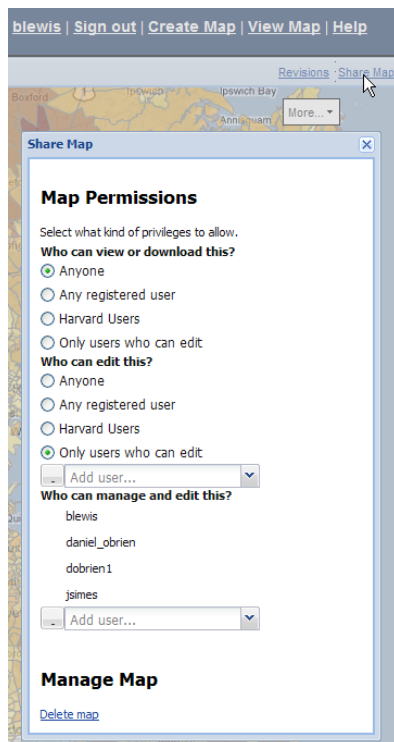 blewis | Sign out | Create Map | View Map | Help
Revisions Share Map
Boxford Ipswich Ipswich Bay
Annisquam More...
Share Map
Map Permissions
Select what kind of privileges to allow.
Who can view or download this?
Anyone
Any registered user
Harvard Users
Only users who can edit
Who can edit this?
Anyone
Any registered user
Harvard Users
Only users who can edit
Add user...
Who can manage and edit this?
blewis
daniel_obrien
dobrien1
jsimes
Add user...
Manage Map
Delete map